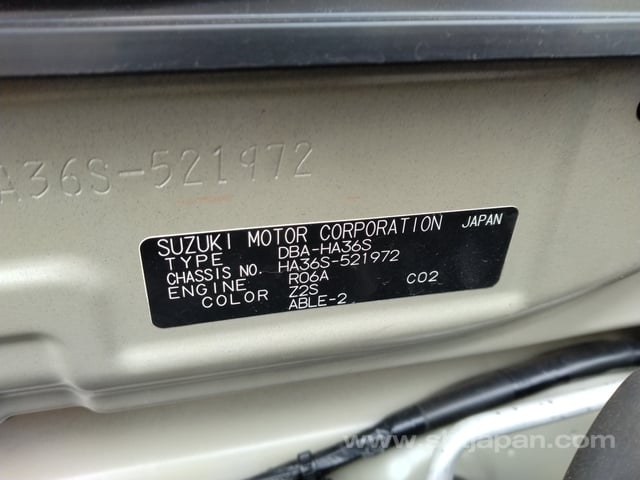 A36S-521972
SUZUKI MOTOR CORPORATION JAPAN
TYPE DBA-HA36S
CHASSIS NO. HA36S-521972
ENGINE R06A CO2
COLOR Z2S
ABLE-2